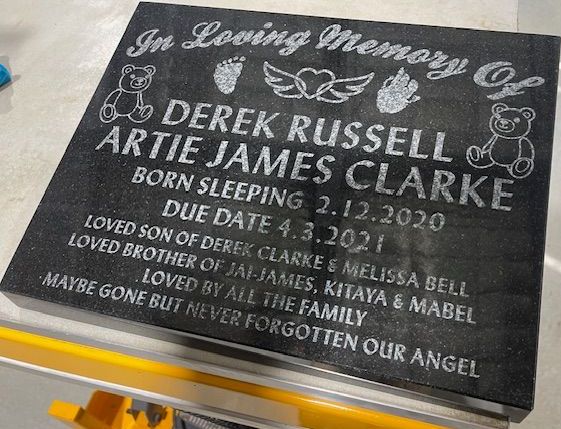 In Loving Memory Of
DEREK RUSSELL
ARTIE JAMES CLARKE
BORN SLEEPING 2.12.2020
DUE DATE 4.3.2021
LOVED SON OF DEREK CLARKE & MELISSA BELL
LOVED BROTHER OF JAI-JAMES, KITAYA & MABEL
LOVED BY ALL THE FAMILY
MAYBE GONE BUT NEVER FORGOTTEN OUR ANGEL